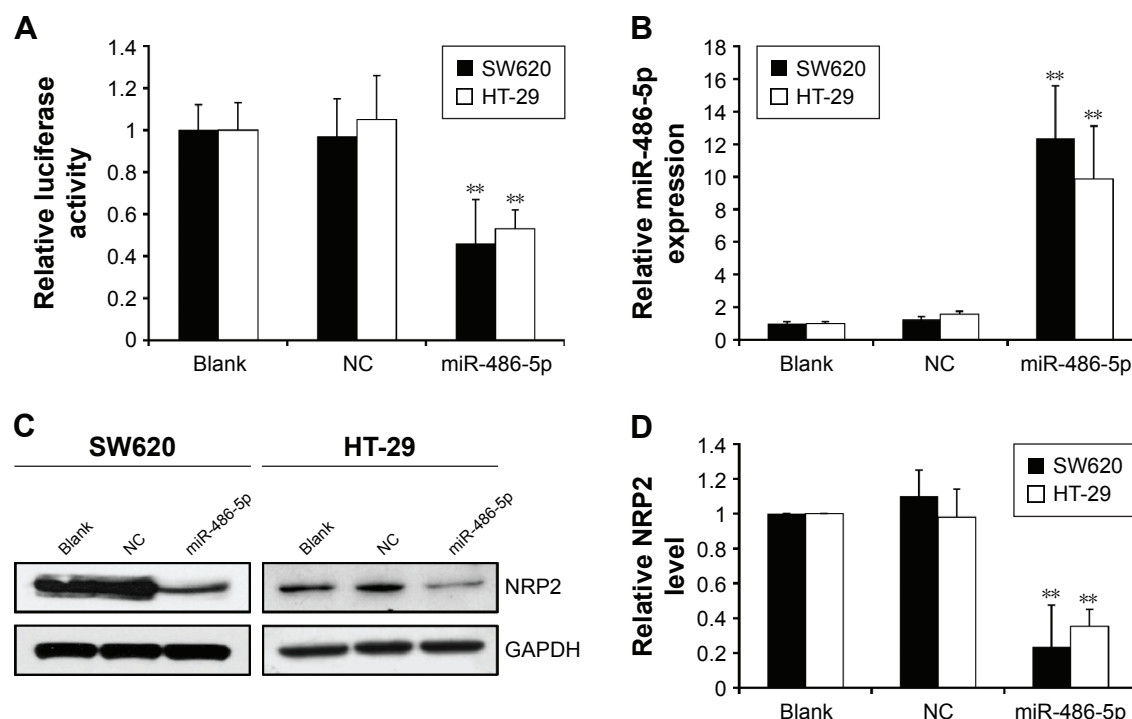 A
Relative luciferase
activity
1.4
1.2
1
0.8
0.6
0.4
0.2
0
SW620
HT-29
**
**
Blank
NC
miR-486-5p
B
Relative miR-486-5p
expression
18
16
14
12
10
8
6
4
2
0
SW620
HT-29
**
**
Blank
NC
miR-486-5p
C
SW620
HT-29
Blank
NC
miR-486-5p
Blank
NC
miR-486-5p
NRP2
GAPDH
D
Relative NRP2
level
1.4
1.2
1
0.8
0.6
0.4
0.2
0
SW620
HT-29
**
**
Blank
NC
miR-486-5p